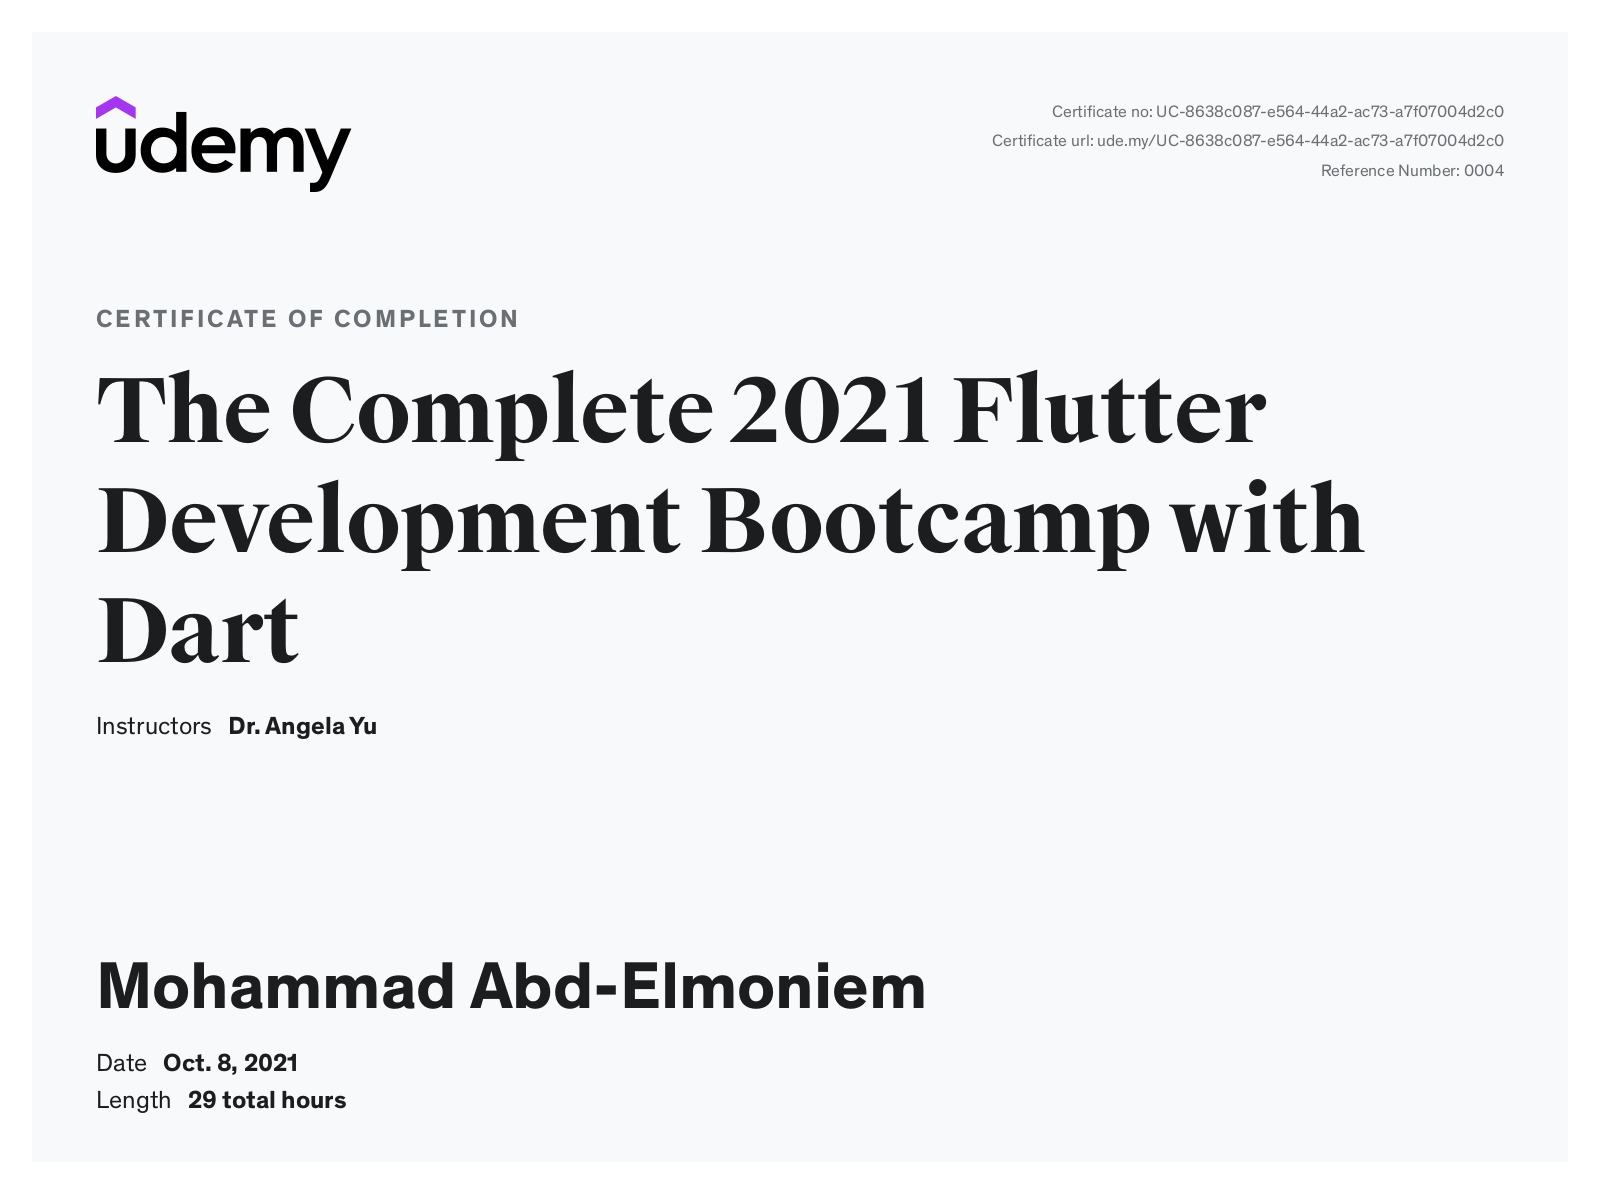 udemy
Certificate no: UC-8638c087-e564-44a2-ac73-a7f07004d2c0
Certificate url: ude.my/UC-8638c087-e564-44a2-ac73-a7f07004d2c0
Reference Number: 0004
CERTIFICATE OF COMPLETION
The Complete 2021 Flutter
Development Bootcamp with
Dart
Instructors Dr. Angela Yu
Mohammad Abd-Elmoniem
Date Oct. 8, 2021
Length 29 total hours